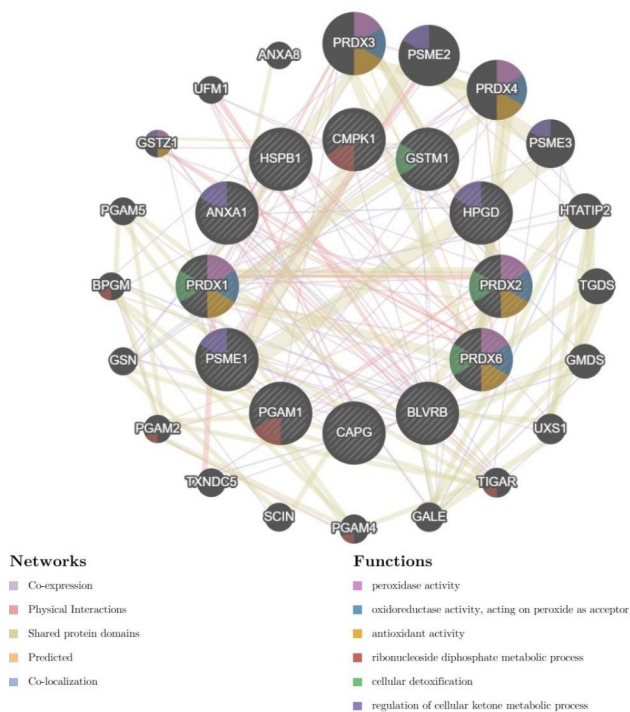 PRDX3
PSME2
ANXA8
PRDX4
UFM1
CMPK1
PSME3
GSTZ1
HSPB1
GSTM1
PGAM5
ANXA1
HPGD
HTATIP2
BPGM
PRDX1
PRDX2
TGDS
GSN
PSME1
PRDX6
GMDS
PGAM2
PGAM1
CAPG
BLVRB
UXS1
TXNDC5
TIGAR
SCIN
PGAM4
GALE
Networks
Co-expression
Physical Interactions
Shared protein domains
Predicted
Co-localization
Functions
peroxidase activity
oxidoreductase activity, acting on peroxide as acceptor
antioxidant activity
ribonucleoside diphosphate metabolic process
cellular detoxification
regulation of cellular ketone metabolic process